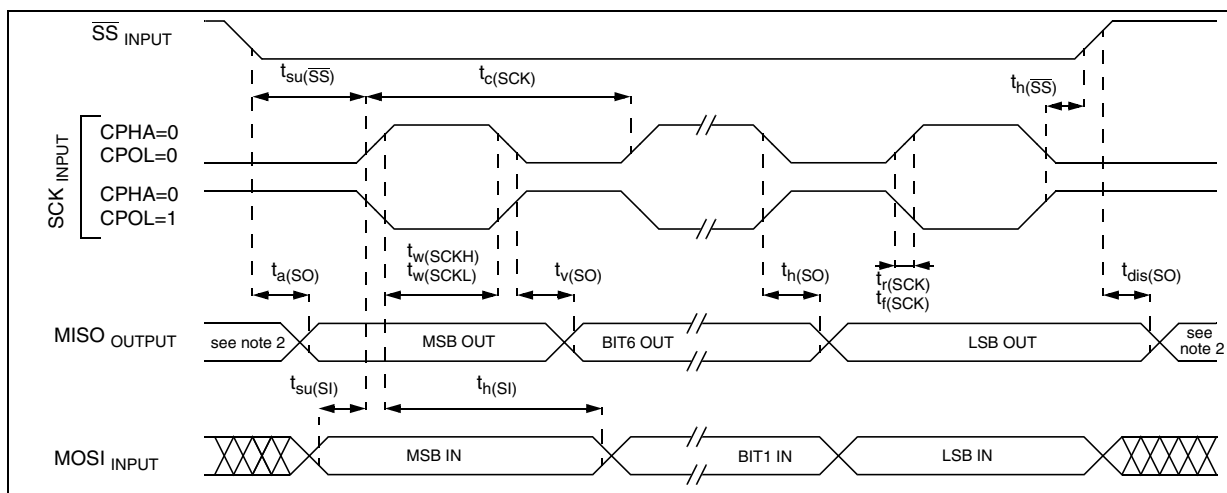 SS INPUT
tsu(SS)
tc(SCK)
th(SS)
SCK INPUT
CPHA=0
CPOL=0
CPHA=0
CPOL=1
ta(SO)
tw(SCKH)
tw(SCKL)
tv(SO)
th(SO)
tr(SCK)
tf(SCK)
tdis(SO)
MISO OUTPUT
see note 2
MSB OUT
BIT6 OUT
LSB OUT
see
note 2
tsu(SI)
th(SI)
MOSI INPUT
MSB IN
BIT1 IN
LSB IN